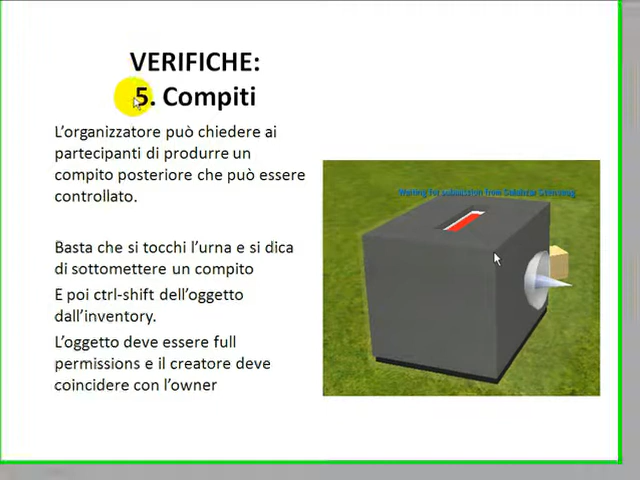 VERIFICHE:
5. Compiti
L'organizzatore può chiedere ai
partecipanti di produrre un
compito posteriore che può essere
controllato.
Basta che si tocchi l'urna e si dica
di sottomettere un compito
E poi ctrl-shift dell'oggetto
dall'inventory.
L'oggetto deve essere full
permissions e il creatore deve
coincidere con l'owner
Waiting for submission from